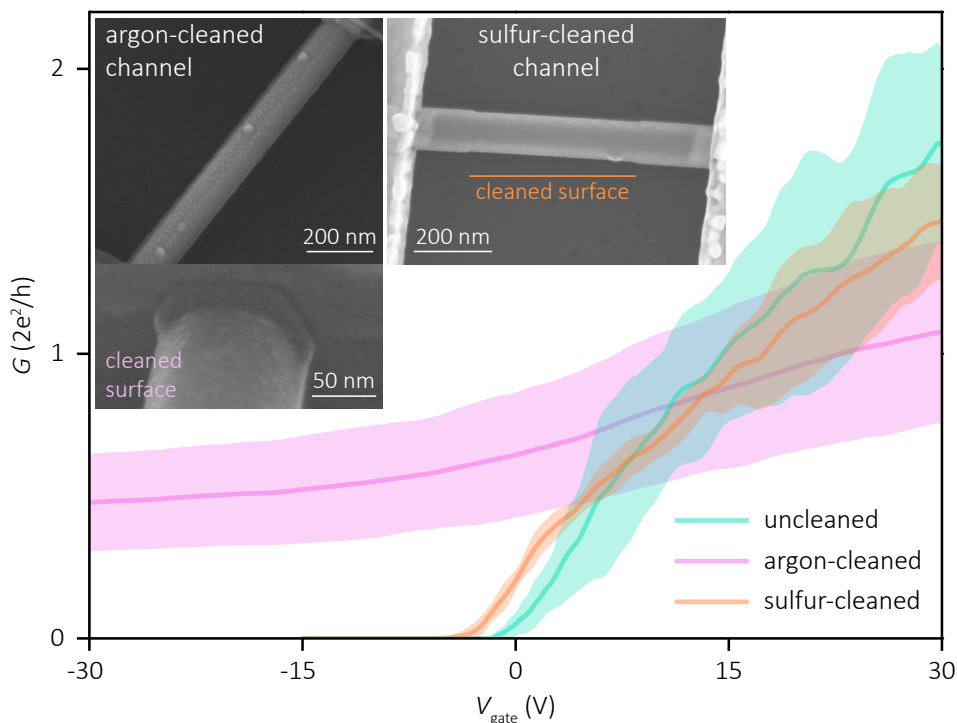 argon-cleaned
channel
200 nm
sulfur-cleaned
channel
cleaned surface
200 nm
cleaned
surface
50 nm
2
1
0
G (2e²/h)
uncleaned
argon-cleaned
sulfur-cleaned
-30
-15
0
15
30
V_gate (V)